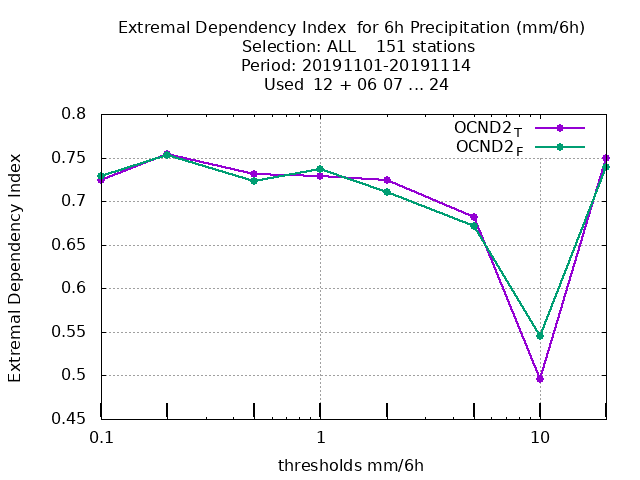 Extremal Dependency Index  for 6h Precipitation (mm/6h)
Selection: ALL    151 stations
Period: 20191101-20191114
Used  12 + 06 07 ... 24
OCND2T
OCND2F
Extremal Dependency Index
0.8
0.75
0.7
0.65
0.6
0.55
0.5
0.45
0.1
1
10
thresholds mm/6h